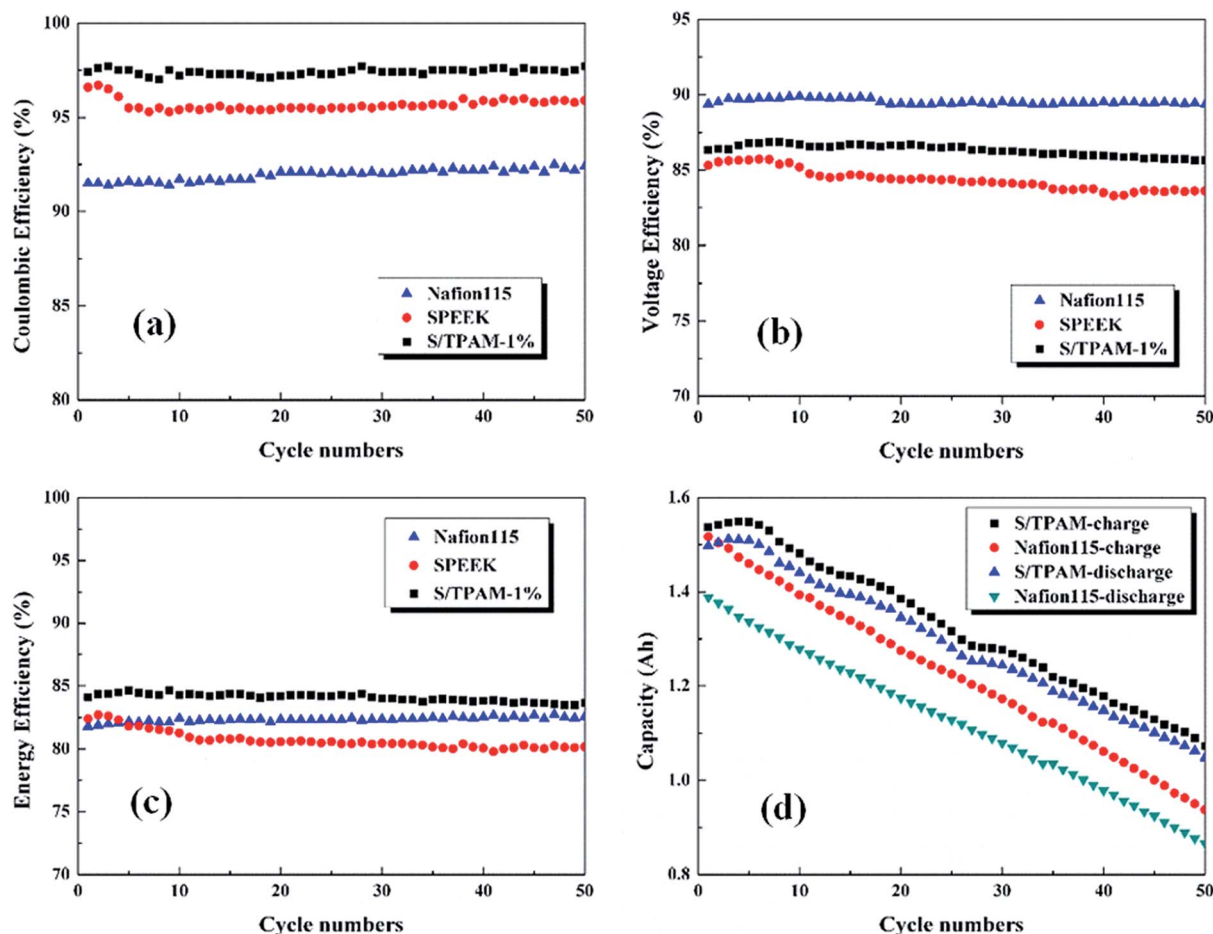 100
95
90
85
80
0
10
20
30
40
50
Coulombic Efficiency (%)
Cycle numbers
Nafion115
SPEEK
S/TPAM-1%
(a)
95
90
85
80
75
70
0
10
20
30
40
50
Voltage Efficiency (%)
Cycle numbers
Nafion115
SPEEK
S/TPAM-1%
(b)
100
95
90
85
80
75
70
0
10
20
30
40
50
Energy Efficiency (%)
Cycle numbers
Nafion115
SPEEK
S/TPAM-1%
(c)
1.6
1.4
1.2
1.0
0.8
0
10
20
30
40
50
Capacity (Ah)
Cycle numbers
S/TPAM-charge
Nafion115-charge
S/TPAM-discharge
Nafion115-discharge
(d)